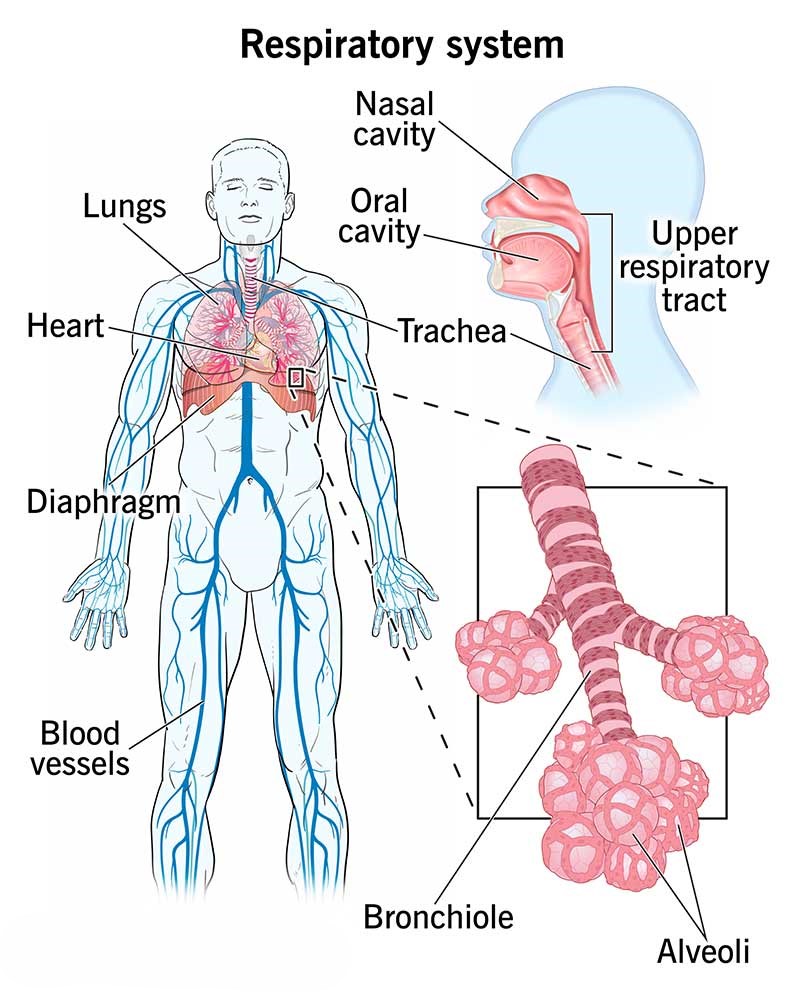 Respiratory system
Nasal
cavity
Lungs
Oral
cavity
Upper
respiratory
tract
Heart
Trachea
Diaphragm
Blood
vessels
Bronchiole
Alveoli